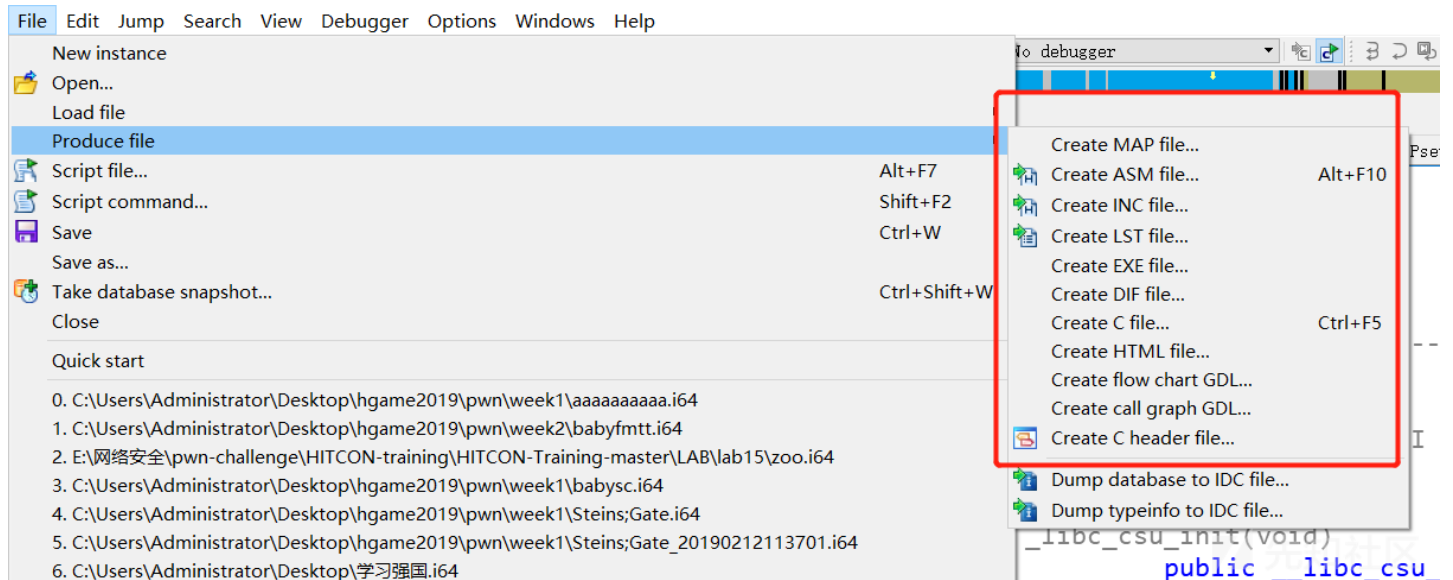 File Edit Jump Search View Debugger Options Windows Help
New instance
Open...
Load file
Produce file
Script file... Alt+F7
Script command... Shift+F2
Save Ctrl+W
Save as...
Take database snapshot... Ctrl+Shift+W
Close
Quick start
0. C:\Users\Administrator\Desktop\hgame2019\pwn\week1\aaaaaaaaaa.i64
1. C:\Users\Administrator\Desktop\hgame2019\pwn\week2\babyfmtt.i64
2. E:\网络安全\pwn-challenge\HITCON-training\HITCON-Training-master\LAB\lab15\zoo.i64
3. C:\Users\Administrator\Desktop\hgame2019\pwn\week1\babysc.i64
4. C:\Users\Administrator\Desktop\hgame2019\pwn\week1\Steins;Gate.i64
5. C:\Users\Administrator\Desktop\hgame2019\pwn\week1\Steins;Gate_20190212113701.i64
6. C:\Users\Administrator\Desktop\学习强国.i64
No debugger
Create MAP file...
Create ASM file... Alt+F10
Create INC file...
Create LST file...
Create EXE file...
Create DIF file...
Create C file... Ctrl+F5
Create HTML file...
Create flow chart GDL...
Create call graph GDL...
Create C header file...
Dump database to IDC file...
Dump typeinfo to IDC file...
Pse
_libc_csu_init(void)
public __libc_csu_
先知社区